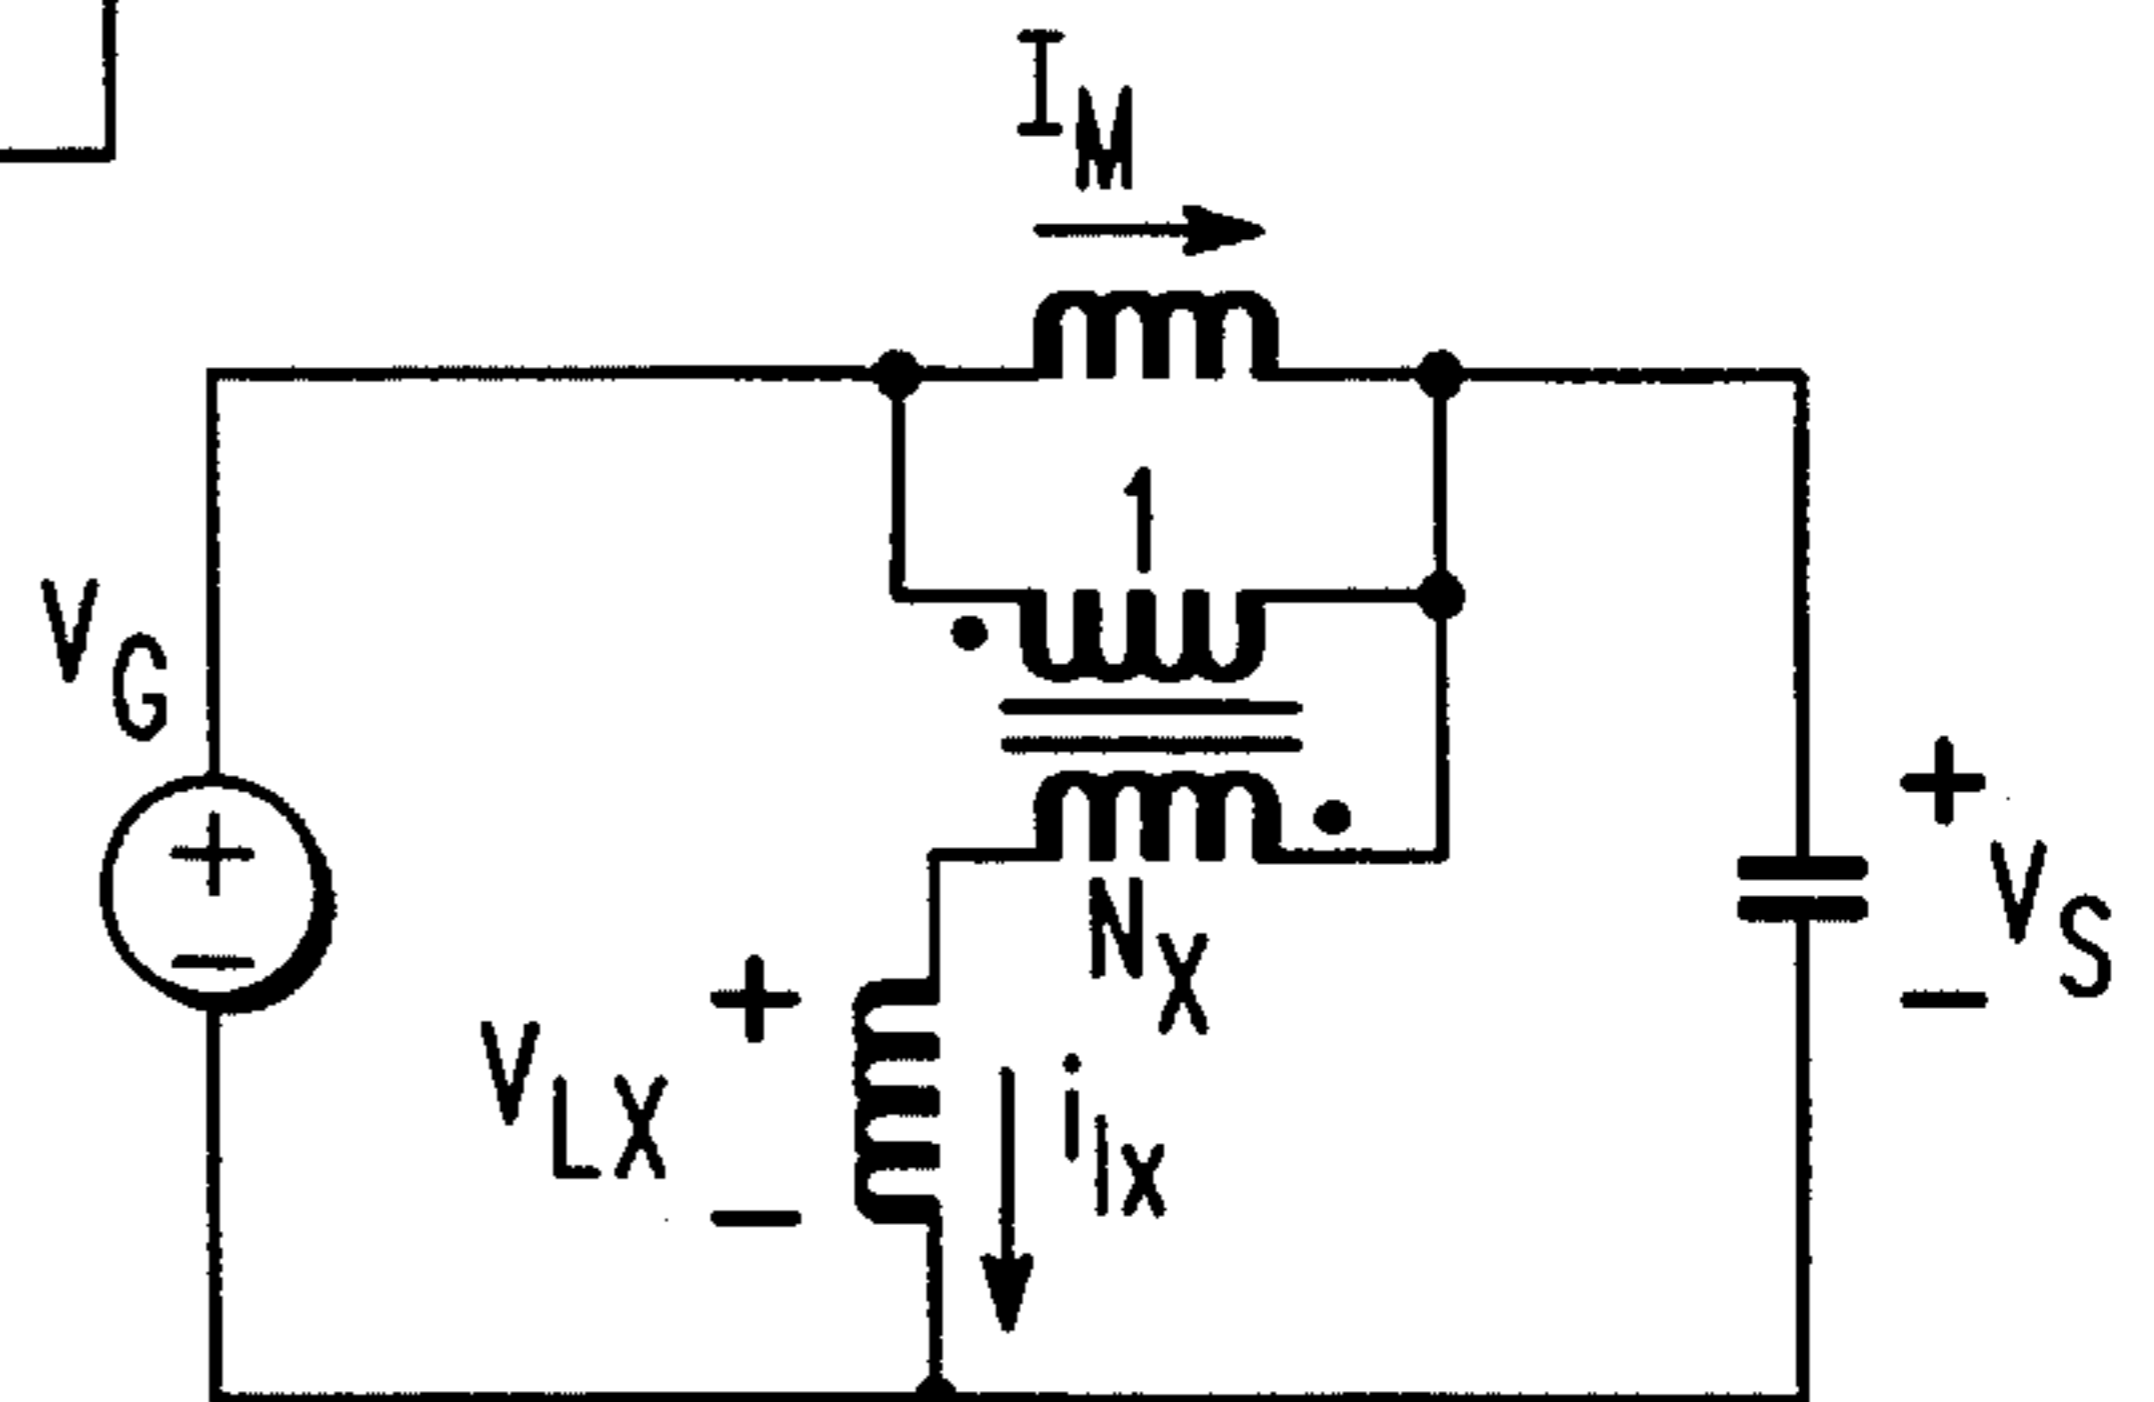 I_M
1
V_G
+
−
N_X
+
V_LX
−
i_lx
+
V_S
−